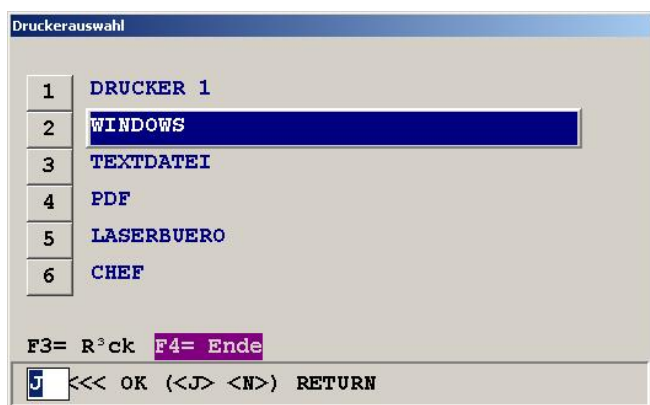 Druckerauswahl
1 DRUCKER 1
2 WINDOWS
3 TEXTDATEI
4 PDF
5 LASERBUERO
6 CHEF
F3= R³ck F4= Ende
J <<< OK (<J> <N>) RETURN